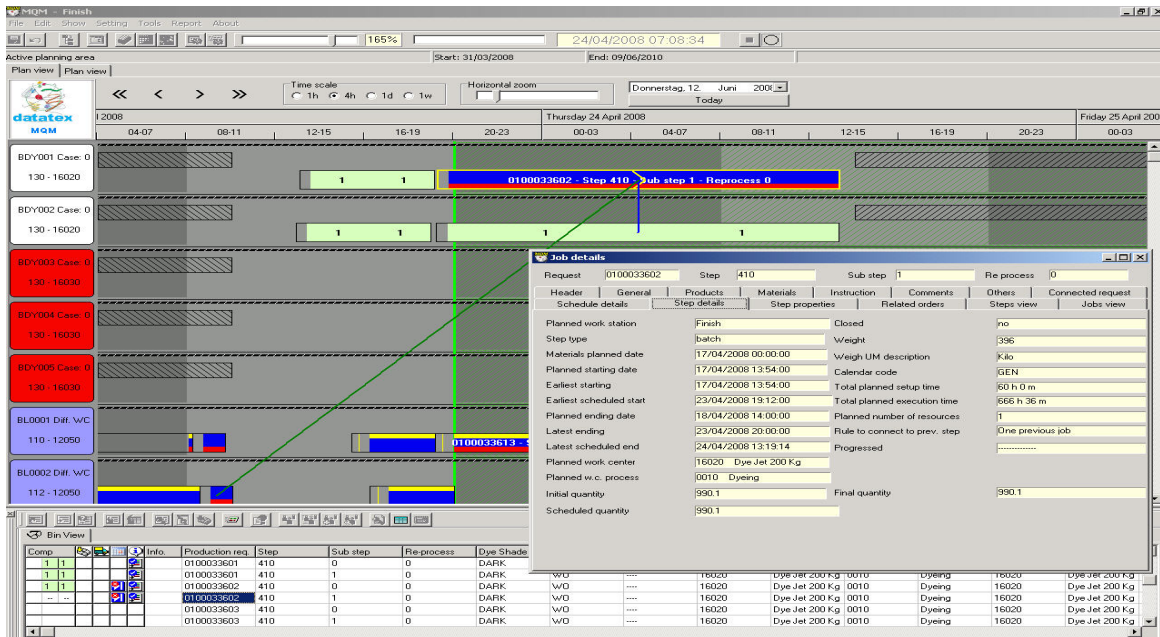 MQM - Finish
File Edit Show Setting Tools Report About
165% 24/04/2008 07:08:34
Active planning area Start: 31/03/2008 End: 09/06/2010
Plan view Plan view
Time scale Horizontal zoom Donnerstag, 12. Juni
<< < > >> 1h 4h 1d 1w Today
datatex
MQM
2008 Thursday 24 April 2008 Friday 25 April 200
04-07 08-11 12-15 16-19 20-23 00-03 04-07 08-11 12-15 16-19 20-23 00-03
BDY001 Case: 0
130 - 16020 1 1 0100033602 - Step 410 - Sub step 1 - Reprocess 0
BDY002 Case: 0
130 - 16020 1 1 1 1
BDY003 Case: 0
130 - 16030
BDY004 Case: 0
130 - 16030
BDY005 Case: 0
130 - 16030
BL0001 Diff. WC
110 - 12050 0100033613 - S
BL0002 Diff. WC
112 - 12050
Job details
Request 0100033602 Step 410 Sub step 1 Re process 0
Header General Products Materials Instruction Comments Others Connected request
Schedule details Step details Step properties Related orders Steps view Jobs view
Planned work station Finish Closed no
Step type batch Weight 396
Materials planned date 17/04/2008 00:00:00 Weigh UM description Kilo
Planned starting date 17/04/2008 13:54:00 Calendar code GEN
Earliest starting 17/04/2008 13:54:00 Total planned setup time 60 h 0 m
Earliest scheduled start 23/04/2008 19:12:00 Total planned execution time 666 h 36 m
Planned ending date 18/04/2008 14:00:00 Planned number of resources 1
Latest ending 23/04/2008 20:00:00 Rule to connect to prev. step One previous job
Latest scheduled end 24/04/2008 13:19:14 Progressed -------------
Planned work center 16020 Dye Jet 200 Kg
Planned w.c. process 0010 Dyeing
Initial quantity 990.1 Final quantity 990.1
Scheduled quantity 990.1
Bin View
Comp Info. Production req. Step Sub step Re-process Dye Shade
1 1 0100033601 410 0 0 DARK
1 1 0100033601 410 1 0 DARK WO ---- 16020 Dye Jet 200 Kg 0010 Dyeing 16020 Dye Jet 200 Kg
1 1 0100033602 410 0 0 DARK WO ---- 16020 Dye Jet 200 Kg 0010 Dyeing 16020 Dye Jet 200 Kg
-- -- 0100033602 410 1 0 DARK WO ---- 16020 Dye Jet 200 Kg 0010 Dyeing 16020 Dye Jet 200 Kg
0100033603 410 0 0 DARK WO ---- 16020 Dye Jet 200 Kg 0010 Dyeing 16020 Dye Jet 200 Kg
0100033603 410 1 0 DARK WO ---- 16020 Dye Jet 200 Kg 0010 Dyeing 16020 Dye Jet 200 Kg